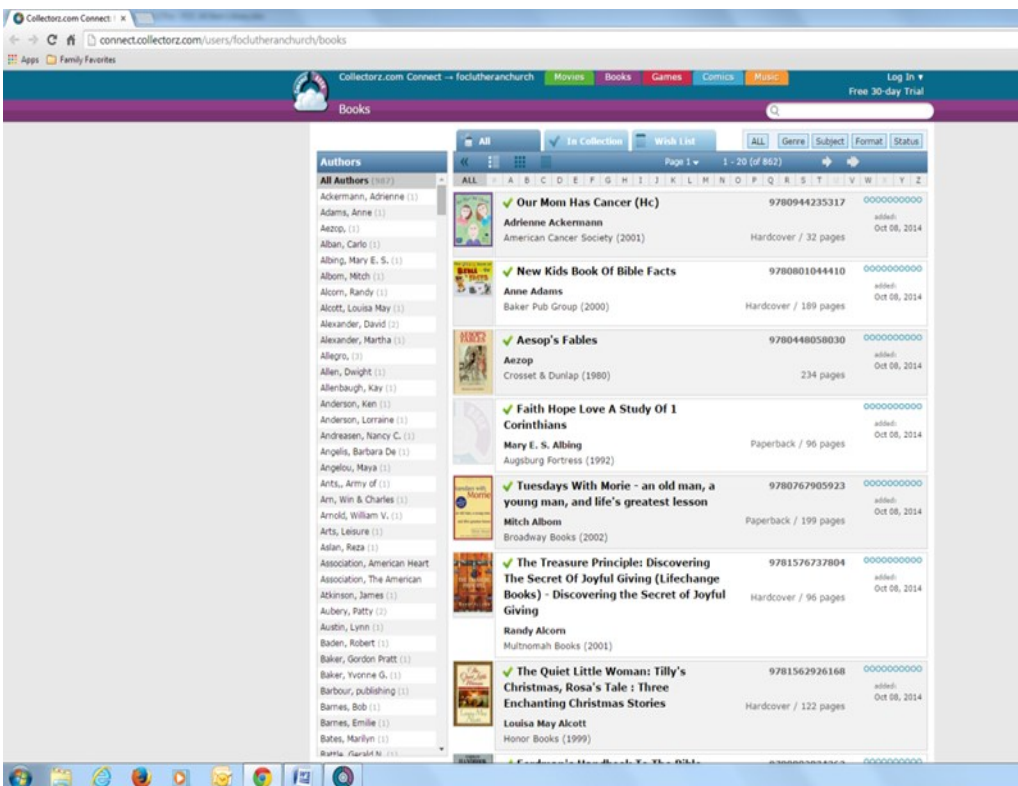 Collectorz.com Connect
connect.collectorz.com/users/foclutheranchurch/books
Apps Family Favorites
Collectorz.com Connect → foclutheranchurch Movies Books Games Comics Music Log In ▾
Free 30-day Trial
Books
All In Collection Wish List ALL Genre Subject Format Status
Authors
Page 1 ▾ 1 - 20 (of 862)
All Authors (987)
Ackermann, Adrienne (1)
Adams, Anne (1)
Aezop, (1)
Alban, Carlo (1)
Albing, Mary E. S. (1)
Albom, Mitch (1)
Alcorn, Randy (1)
Alcott, Louisa May (1)
Alexander, David (2)
Alexander, Martha (1)
Allegro, (3)
Allen, Dwight (1)
Allenbaugh, Kay (1)
Anderson, Ken (1)
Anderson, Lorraine (1)
Andreasen, Nancy C. (1)
Angelis, Barbara De (1)
Angelou, Maya (1)
Ants,, Army of (1)
Arn, Win & Charles (1)
Arnold, William V. (1)
Arts, Leisure (1)
Aslan, Reza (1)
Association, American Heart
Association, The American
Atkinson, James (1)
Aubery, Patty (2)
Austin, Lynn (1)
Baden, Robert (1)
Baker, Gordon Pratt (1)
Baker, Yvonne G. (1)
Barbour, publishing (1)
Barnes, Bob (1)
Barnes, Emilie (1)
Bates, Marilyn (1)
Battle, Gerald N. (1)
ALL # A B C D E F G H I J K L M N O P Q R S T U V W X Y Z
Our Mom Has Cancer (Hc) 9780944235317
Adrienne Ackermann added:
American Cancer Society (2001) Hardcover / 32 pages Oct 08, 2014
New Kids Book Of Bible Facts 9780801044410
Anne Adams added:
Baker Pub Group (2000) Hardcover / 189 pages Oct 08, 2014
Aesop's Fables 9780448058030
Aezop added:
Crosset & Dunlap (1980) 234 pages Oct 08, 2014
Faith Hope Love A Study Of 1
Corinthians added:
Mary E. S. Albing Paperback / 96 pages Oct 08, 2014
Augsburg Fortress (1992)
Tuesdays With Morie - an old man, a 9780767905923
young man, and life's greatest lesson added:
Mitch Albom Paperback / 199 pages Oct 08, 2014
Broadway Books (2002)
The Treasure Principle: Discovering 9781576737804
The Secret Of Joyful Giving (Lifechange added:
Books) - Discovering the Secret of Joyful Hardcover / 96 pages Oct 08, 2014
Giving
Randy Alcorn
Multnomah Books (2001)
The Quiet Little Woman: Tilly's 9781562926168
Christmas, Rosa's Tale : Three added:
Enchanting Christmas Stories Hardcover / 122 pages Oct 08, 2014
Louisa May Alcott
Honor Books (1999)